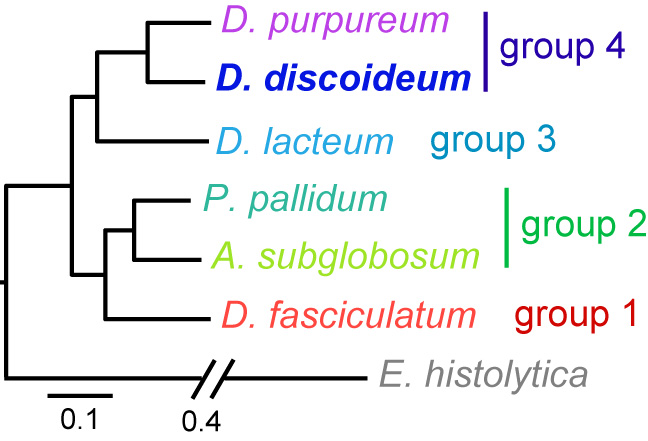 D. purpureum
D. discoideum
group 4
D. lacteum group 3
P. pallidum
A. subglobosum
group 2
D. fasciculatum group 1
E. histolytica
0.1 0.4